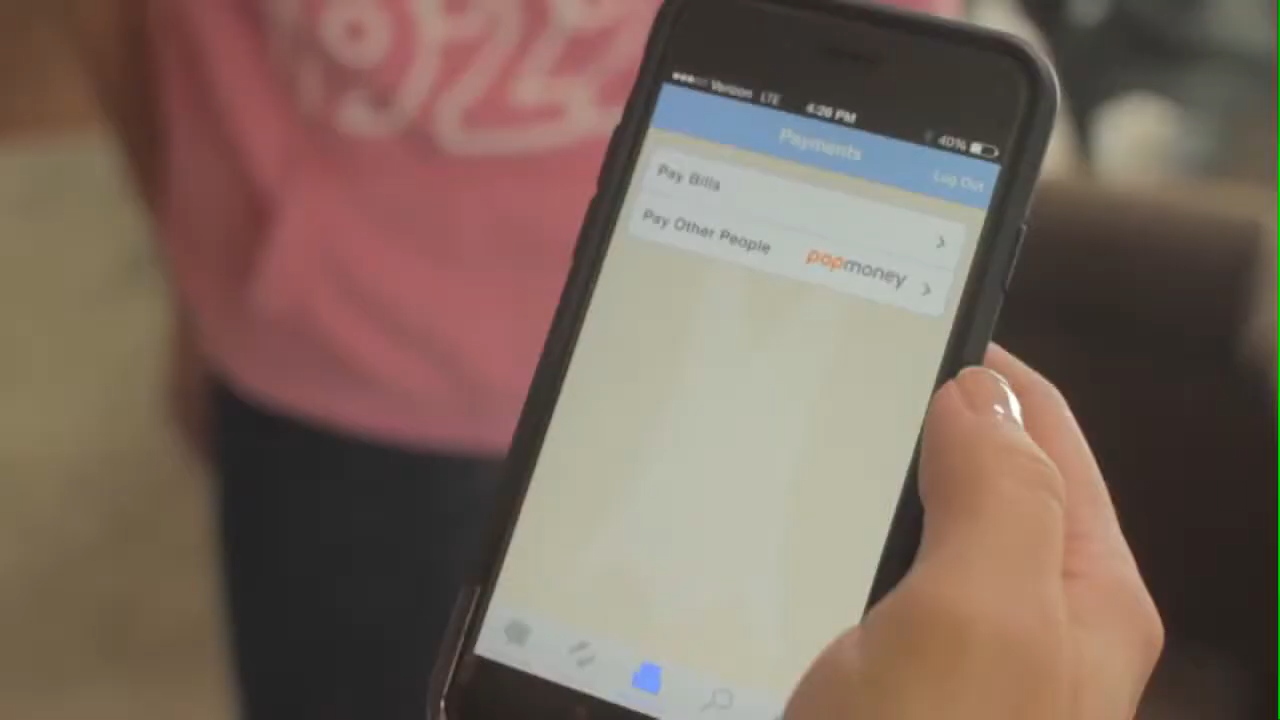 Verizon LTE 4:26 PM 40%
Payments
Log Out
Pay Bills
Pay Other People popmoney